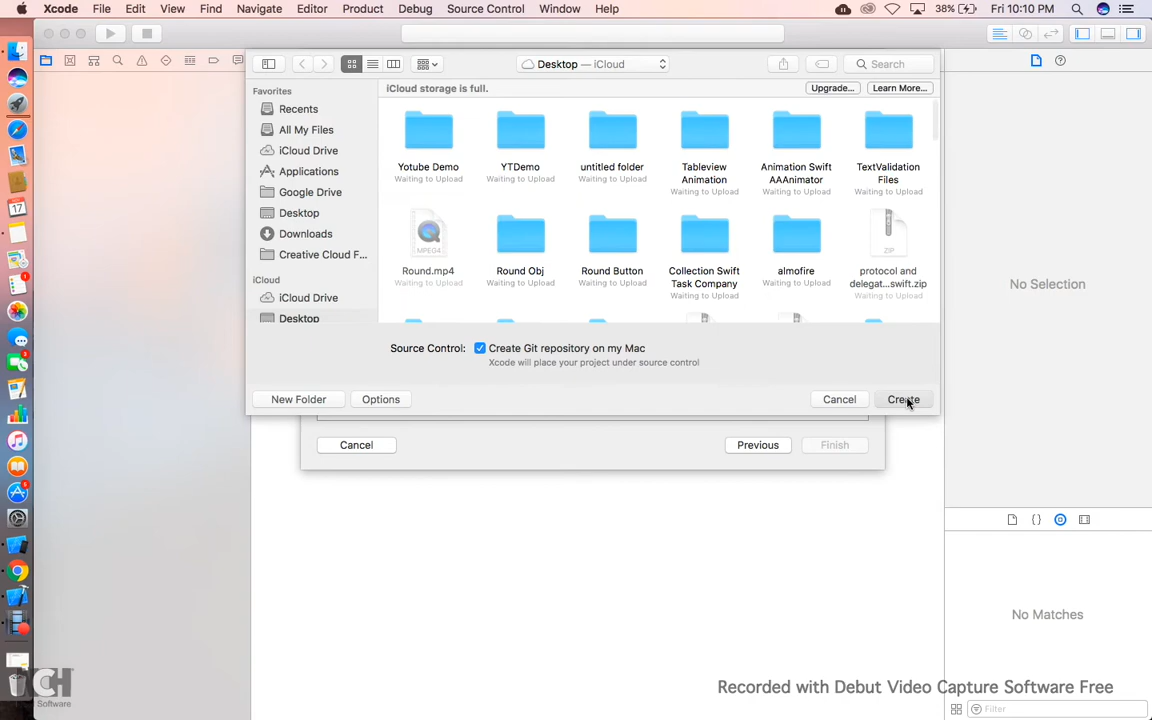 Xcode File Edit View Find Navigate Editor Product Debug Source Control Window Help 38% Fri 10:10 PM
Desktop — iCloud Search
Favorites
Recents
All My Files
iCloud Drive
Applications
Google Drive
Desktop
Downloads
Creative Cloud F...
iCloud
iCloud Drive
Desktop
iCloud storage is full. Upgrade... Learn More...
Yotube Demo
Waiting to Upload
YTDemo
Waiting to Upload
untitled folder
Waiting to Upload
Tableview
Animation
Waiting to Upload
Animation Swift
AAAnimator
Waiting to Upload
TextValidation
Files
Waiting to Upload
MPEG4
Round.mp4
Waiting to Upload
Round Obj
Waiting to Upload
Round Button
Waiting to Upload
Collection Swift
Task Company
Waiting to Upload
almofire
Waiting to Upload
ZIP
protocol and
delegat...swift.zip
Waiting to Upload
Source Control: Create Git repository on my Mac
Xcode will place your project under source control
New Folder Options Cancel Create
Cancel Previous Finish
No Selection
No Matches
Filter
17
Software
Recorded with Debut Video Capture Software Free